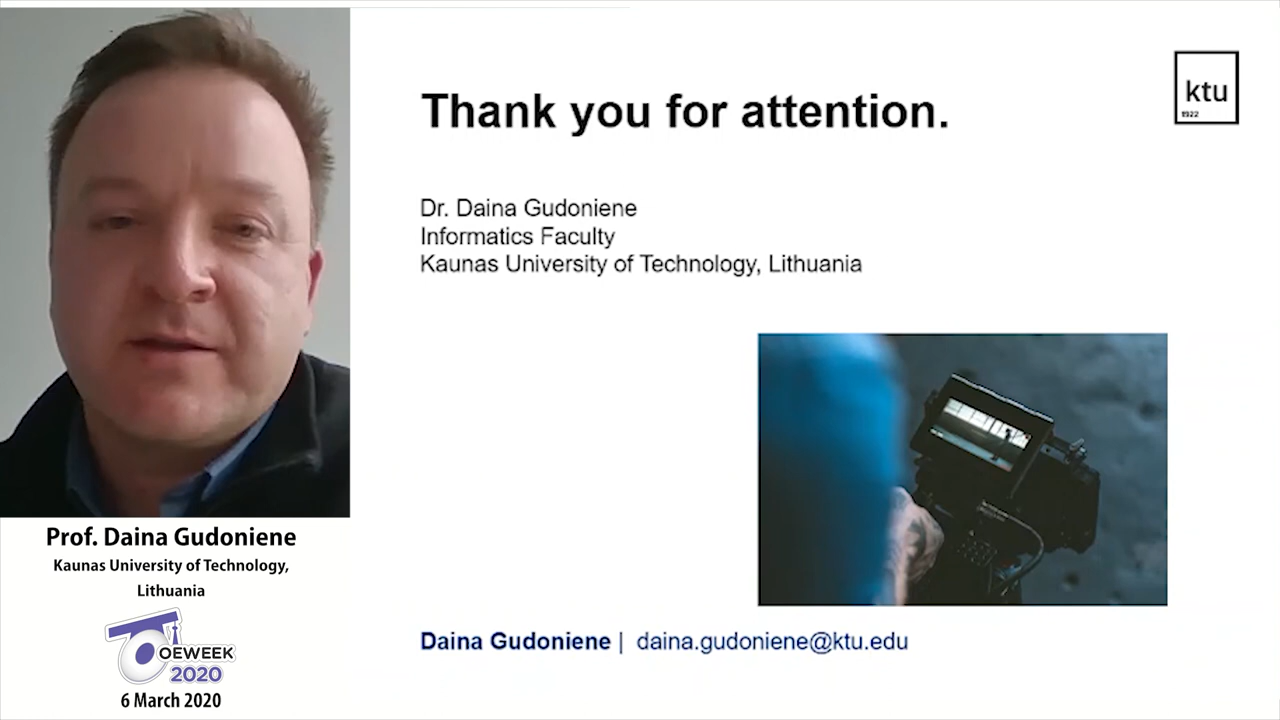 Thank you for attention.
ktu
1922
Dr. Daina Gudoniene
Informatics Faculty
Kaunas University of Technology, Lithuania
Prof. Daina Gudoniene
Kaunas University of Technology,
Lithuania
OEWEEK
2020
6 March 2020
Daina Gudoniene | daina.gudoniene@ktu.edu